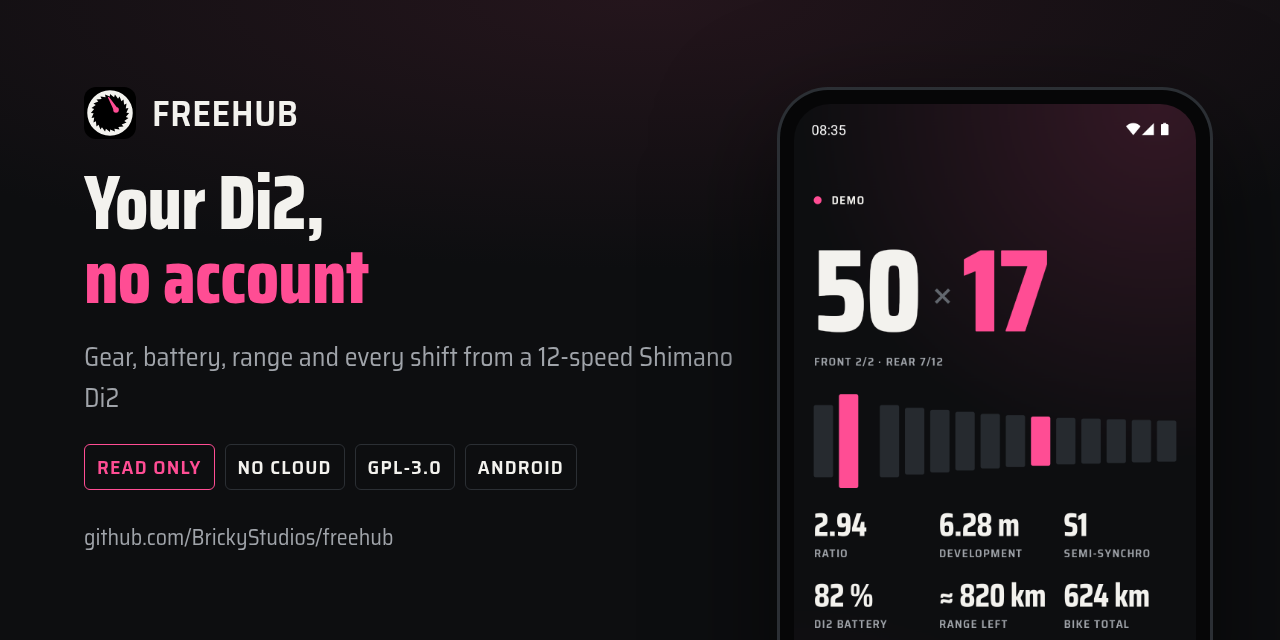 FREEHUB
Your Di2,
no account
Gear, battery, range and every shift from a 12-speed Shimano
Di2
READ ONLY NO CLOUD GPL-3.0 ANDROID
github.com/BrickyStudios/freehub
08:35
DEMO
50 × 17
FRONT 2/2 · REAR 7/12
2.94 6.28 m S1
RATIO DEVELOPMENT SEMI-SYNCHRO
82 % ≈ 820 km 624 km
DI2 BATTERY RANGE LEFT BIKE TOTAL